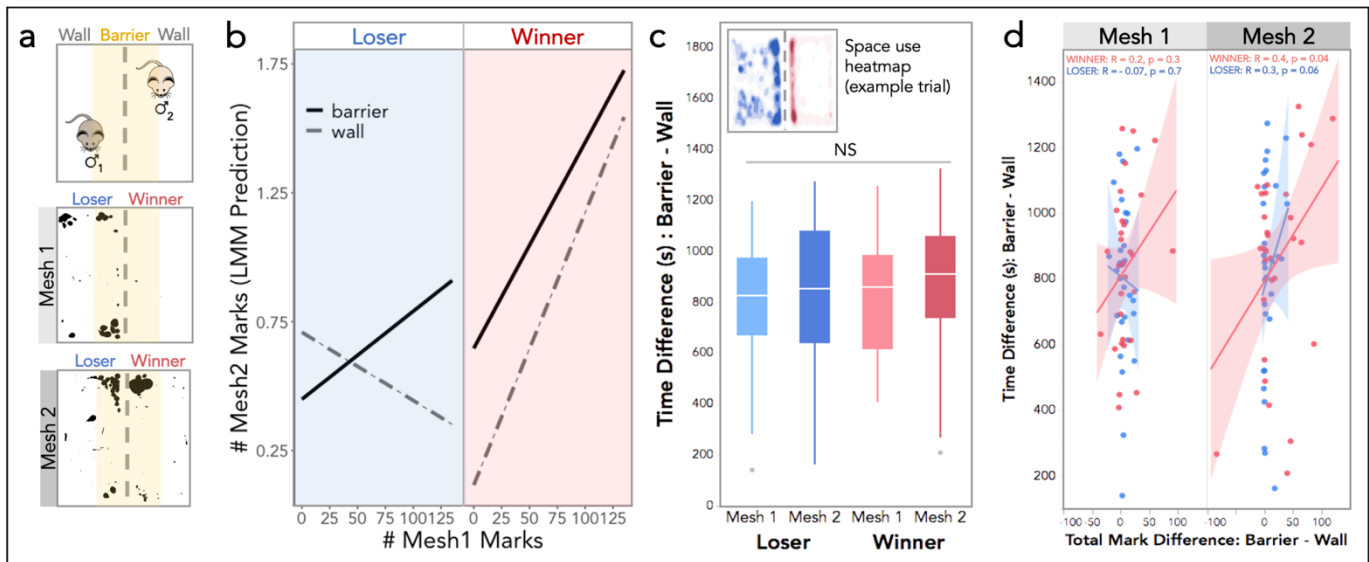 a
Wall Barrier Wall
♂2
♂1
Loser Winner
Mesh 1
Loser Winner
Mesh 2
b
Loser Winner
# Mesh2 Marks (LMM Prediction)
1.75
1.25
0.75
0.25
barrier
wall
0 25 50 75 100 125 0 25 50 75 100 125
# Mesh1 Marks
c
Time Difference (s) : Barrier - Wall
1800
1600
1400
1200
1000
800
600
400
200
0
Space use
heatmap
(example trial)
NS
Mesh 1 Mesh 2 Mesh 1 Mesh 2
Loser Winner
d
Mesh 1 Mesh 2
WINNER: R = 0.2, p = 0.3
LOSER: R = - 0.07, p = 0.7
WINNER: R = 0.4, p = 0.04
LOSER: R = 0.3, p = 0.06
Time Difference (s): Barrier - Wall
1400
1200
1000
800
600
400
200
-100 -50 0 50 -100 -50 0 50 100
Total Mark Difference: Barrier - Wall